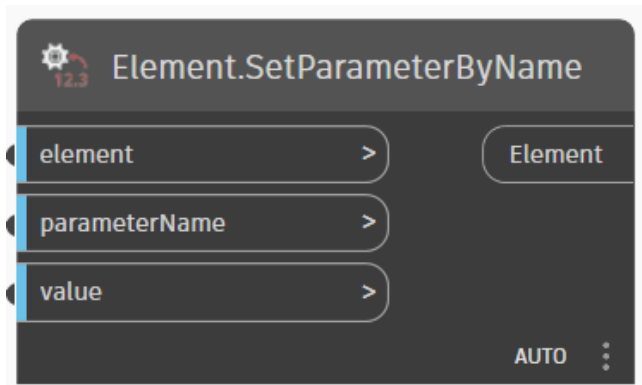 12.3
Element.SetParameterByName
element > Element
parameterName >
value >
AUTO